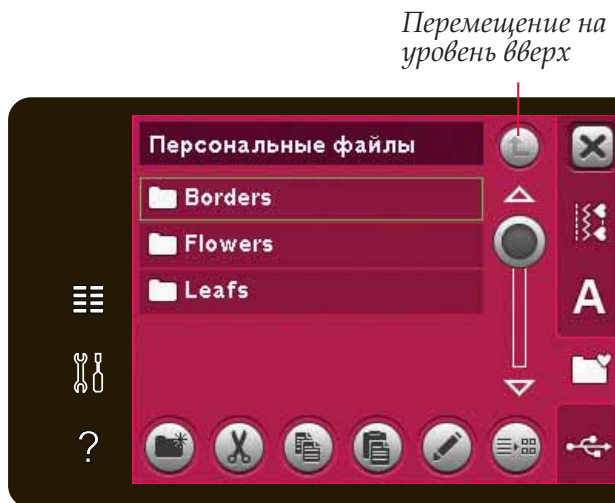 Перемещение на
уровень вверх
Персональные файлы
Borders
Flowers
Leafs
A
?